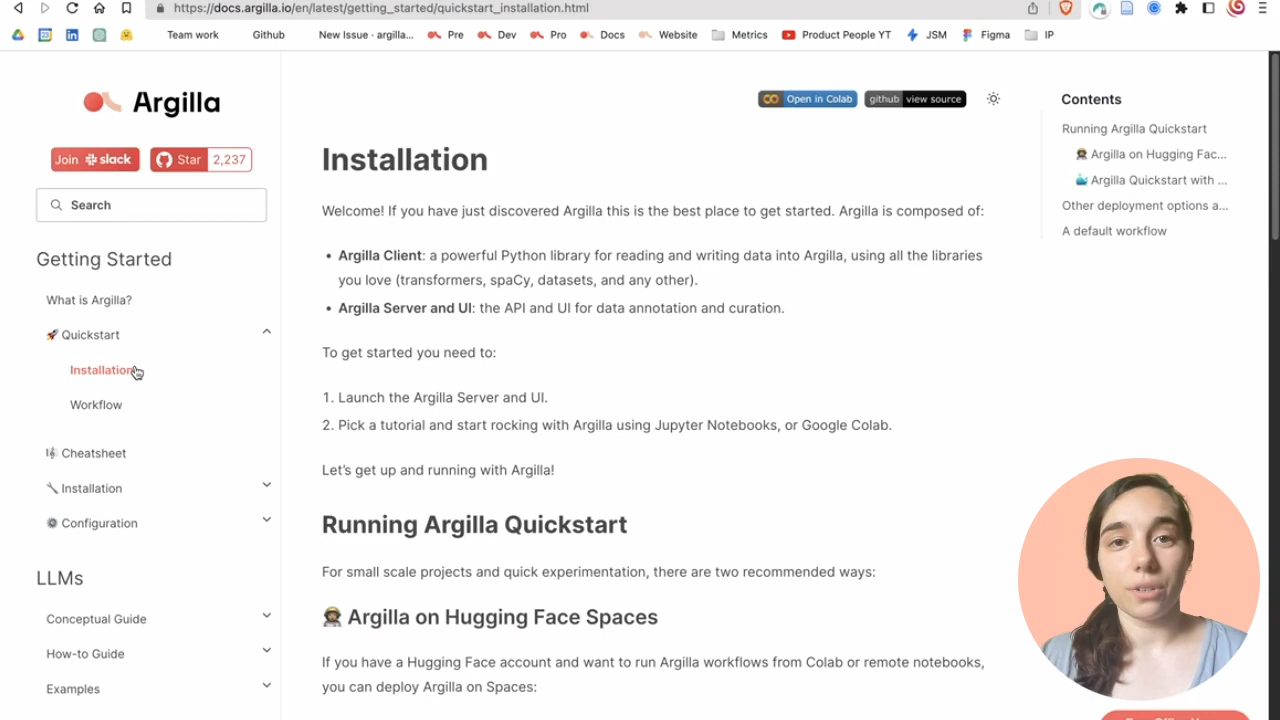 https://docs.argilla.io/en/latest/getting_started/quickstart_installation.html
Team work
Github
New Issue · argilla...
Pre
Dev
Pro
Docs
Website
Metrics
Product People YT
JSM
Figma
IP
Argilla
Join slack
Star 2,237
Search
Getting Started
What is Argilla?
🚀 Quickstart
Installation
Workflow
🎼 Cheatsheet
🔧 Installation
⚙️ Configuration
LLMs
Conceptual Guide
How-to Guide
Examples
Open in Colab
github view source
Installation
Welcome! If you have just discovered Argilla this is the best place to get started. Argilla is composed of:
• Argilla Client: a powerful Python library for reading and writing data into Argilla, using all the libraries
you love (transformers, spaCy, datasets, and any other).
• Argilla Server and UI: the API and UI for data annotation and curation.
To get started you need to:
1. Launch the Argilla Server and UI.
2. Pick a tutorial and start rocking with Argilla using Jupyter Notebooks, or Google Colab.
Let's get up and running with Argilla!
Running Argilla Quickstart
For small scale projects and quick experimentation, there are two recommended ways:
Argilla on Hugging Face Spaces
If you have a Hugging Face account and want to run Argilla workflows from Colab or remote notebooks,
you can deploy Argilla on Spaces:
Contents
Running Argilla Quickstart
Argilla on Hugging Fac...
Argilla Quickstart with ...
Other deployment options a...
A default workflow